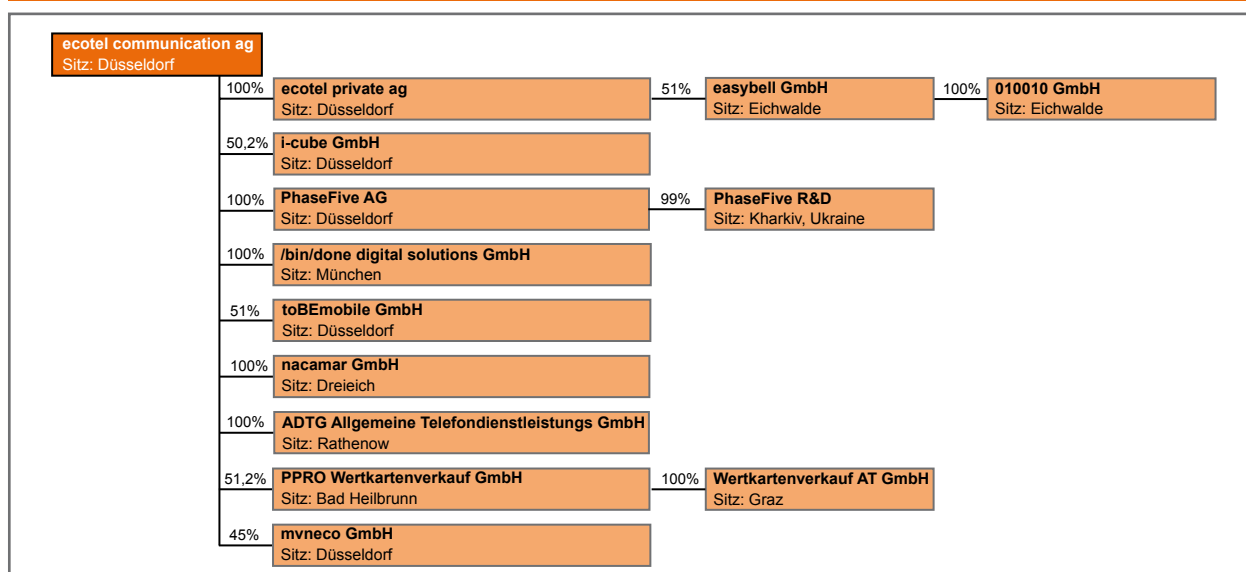 ecotel communication ag
Sitz: Düsseldorf
100%
ecotel private ag
Sitz: Düsseldorf
51%
easybell GmbH
Sitz: Eichwalde
100%
010010 GmbH
Sitz: Eichwalde
50,2%
i-cube GmbH
Sitz: Düsseldorf
100%
PhaseFive AG
Sitz: Düsseldorf
99%
PhaseFive R&D
Sitz: Kharkiv, Ukraine
100%
/bin/done digital solutions GmbH
Sitz: München
51%
toBEmobile GmbH
Sitz: Düsseldorf
100%
nacamar GmbH
Sitz: Dreieich
100%
ADTG Allgemeine Telefondienstleistungs GmbH
Sitz: Rathenow
51,2%
PPRO Wertkartenverkauf GmbH
Sitz: Bad Heilbrunn
100%
Wertkartenverkauf AT GmbH
Sitz: Graz
45%
mvneco GmbH
Sitz: Düsseldorf